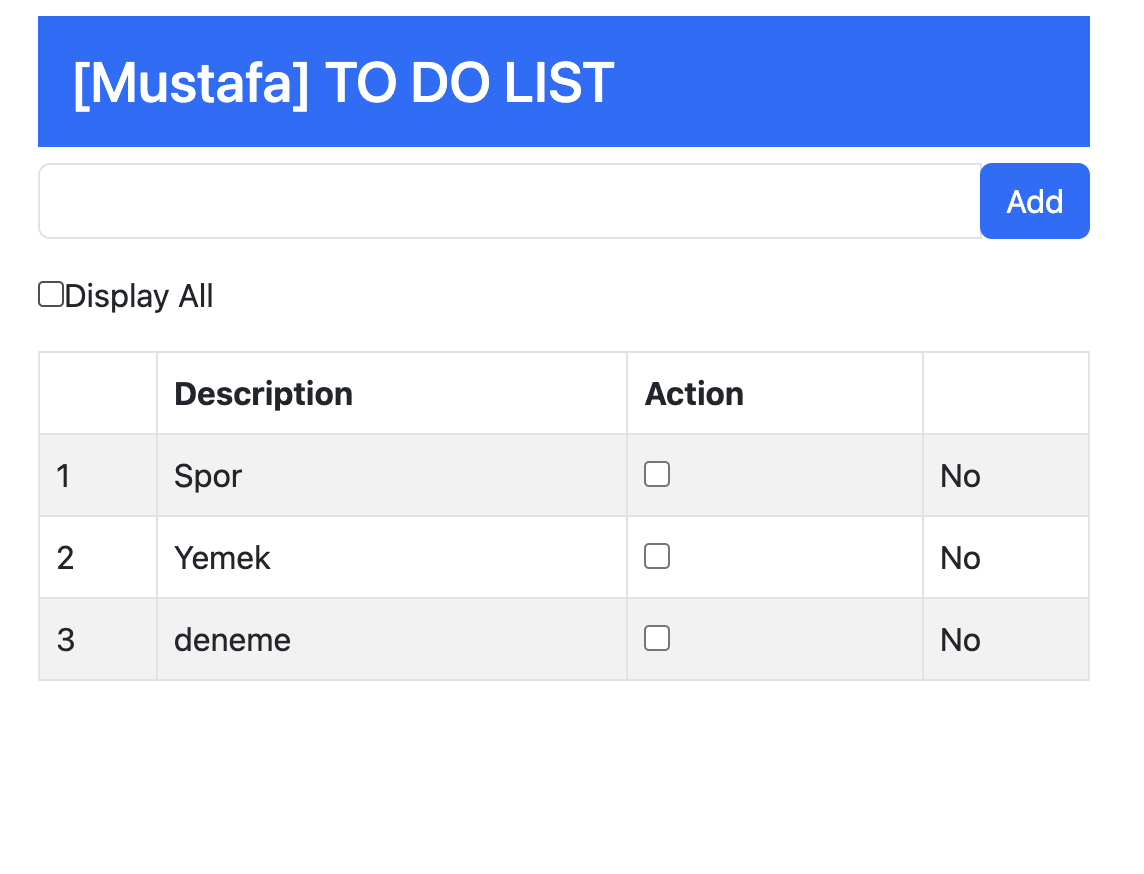 [Mustafa] TO DO LIST
Add
Display All
Description Action
1 Spor No
2 Yemek No
3 deneme No